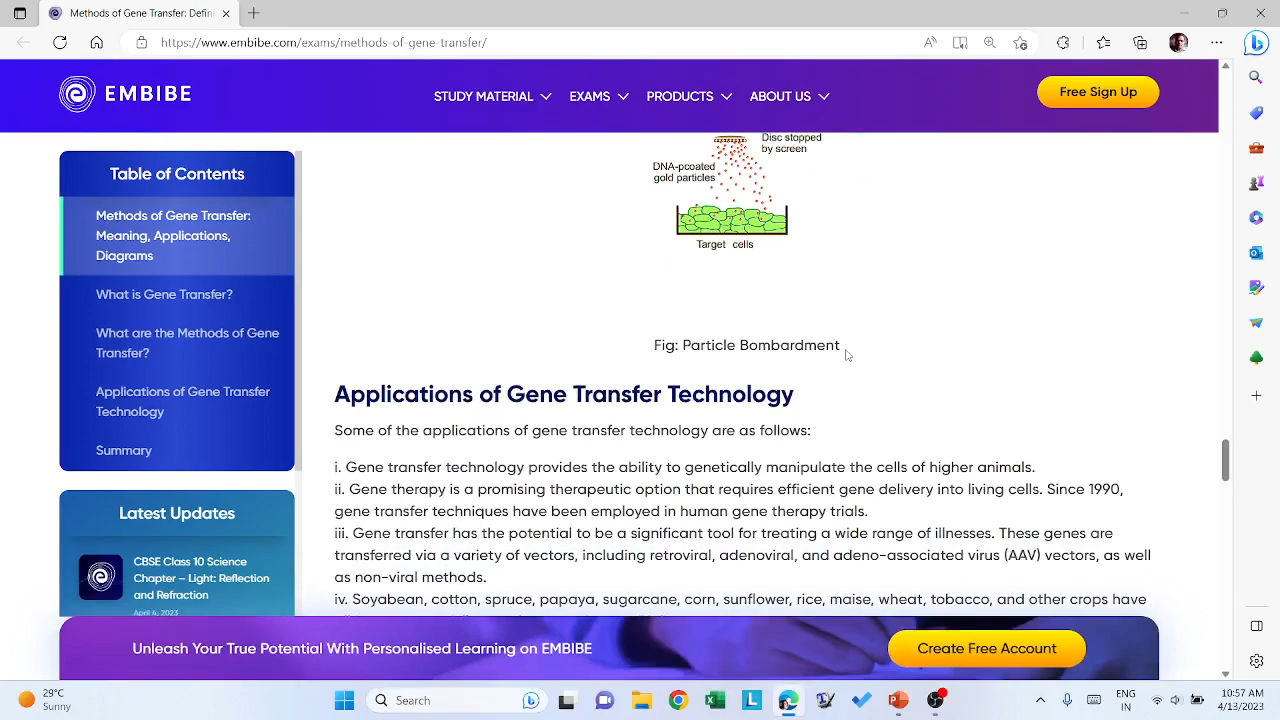 Methods of Gene Transfer: Defini
https://www.embibe.com/exams/methods-of-gene-transfer/
EMBIBE
STUDY MATERIAL
EXAMS
PRODUCTS
ABOUT US
Free Sign Up
Table of Contents
Methods of Gene Transfer:
Meaning, Applications,
Diagrams
What is Gene Transfer?
What are the Methods of Gene
Transfer?
Applications of Gene Transfer
Technology
Summary
Latest Updates
CBSE Class 10 Science
Chapter – Light: Reflection
and Refraction
April 4, 2023
Disc stopped
by screen
DNA-pcoated
gold particles
Target cells
Fig: Particle Bombardment
Applications of Gene Transfer Technology
Some of the applications of gene transfer technology are as follows:
i. Gene transfer technology provides the ability to genetically manipulate the cells of higher animals.
ii. Gene therapy is a promising therapeutic option that requires efficient gene delivery into living cells. Since 1990,
gene transfer techniques have been employed in human gene therapy trials.
iii. Gene transfer has the potential to be a significant tool for treating a wide range of illnesses. These genes are
transferred via a variety of vectors, including retroviral, adenoviral, and adeno-associated virus (AAV) vectors, as well
as non-viral methods.
iv. Soyabean, cotton, spruce, papaya, sugarcane, corn, sunflower, rice, maise, wheat, tobacco, and other crops have
Unleash Your True Potential With Personalised Learning on EMBIBE
Create Free Account
29°C
Sunny
Search
ENG
IN
10:57 AM
4/13/2023